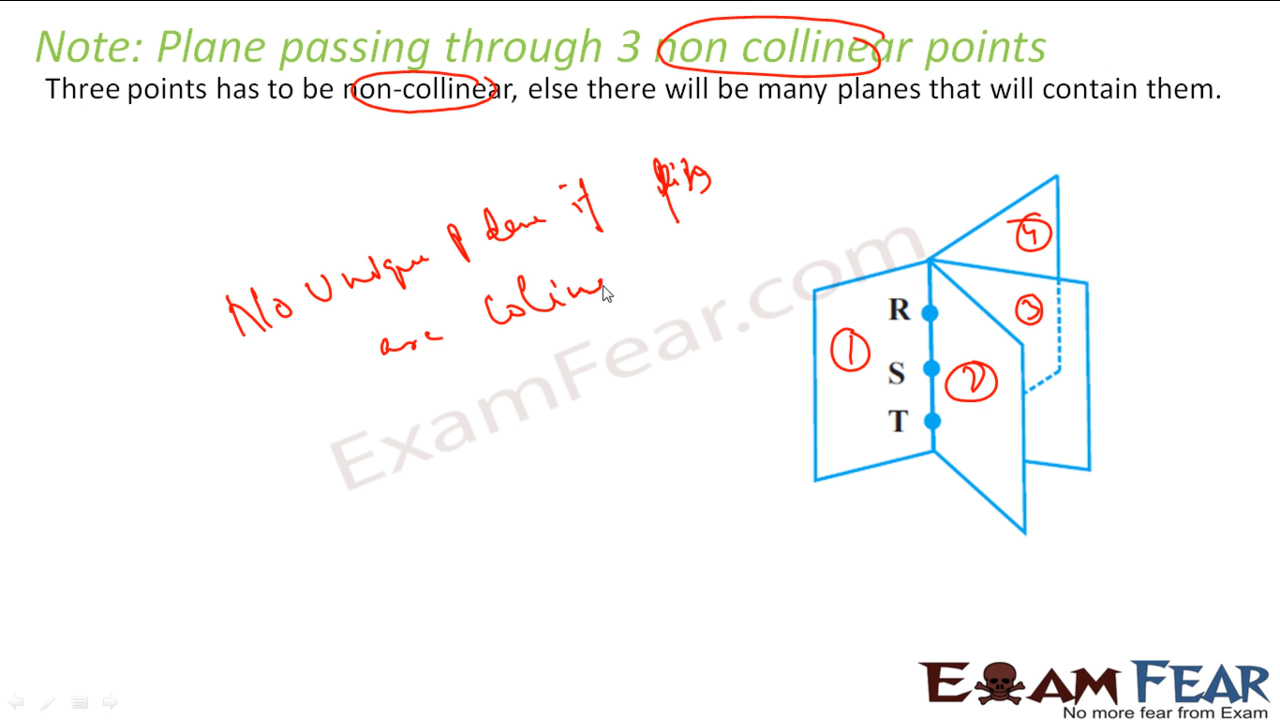 Note: Plane passing through 3 non collinear points
Three points has to be non-collinear, else there will be many planes that will contain them.
No unique plane if
are Coline
R
S
T
1
2
3
4
ExamFear.com
EXAM FEAR
No more fear from Exam